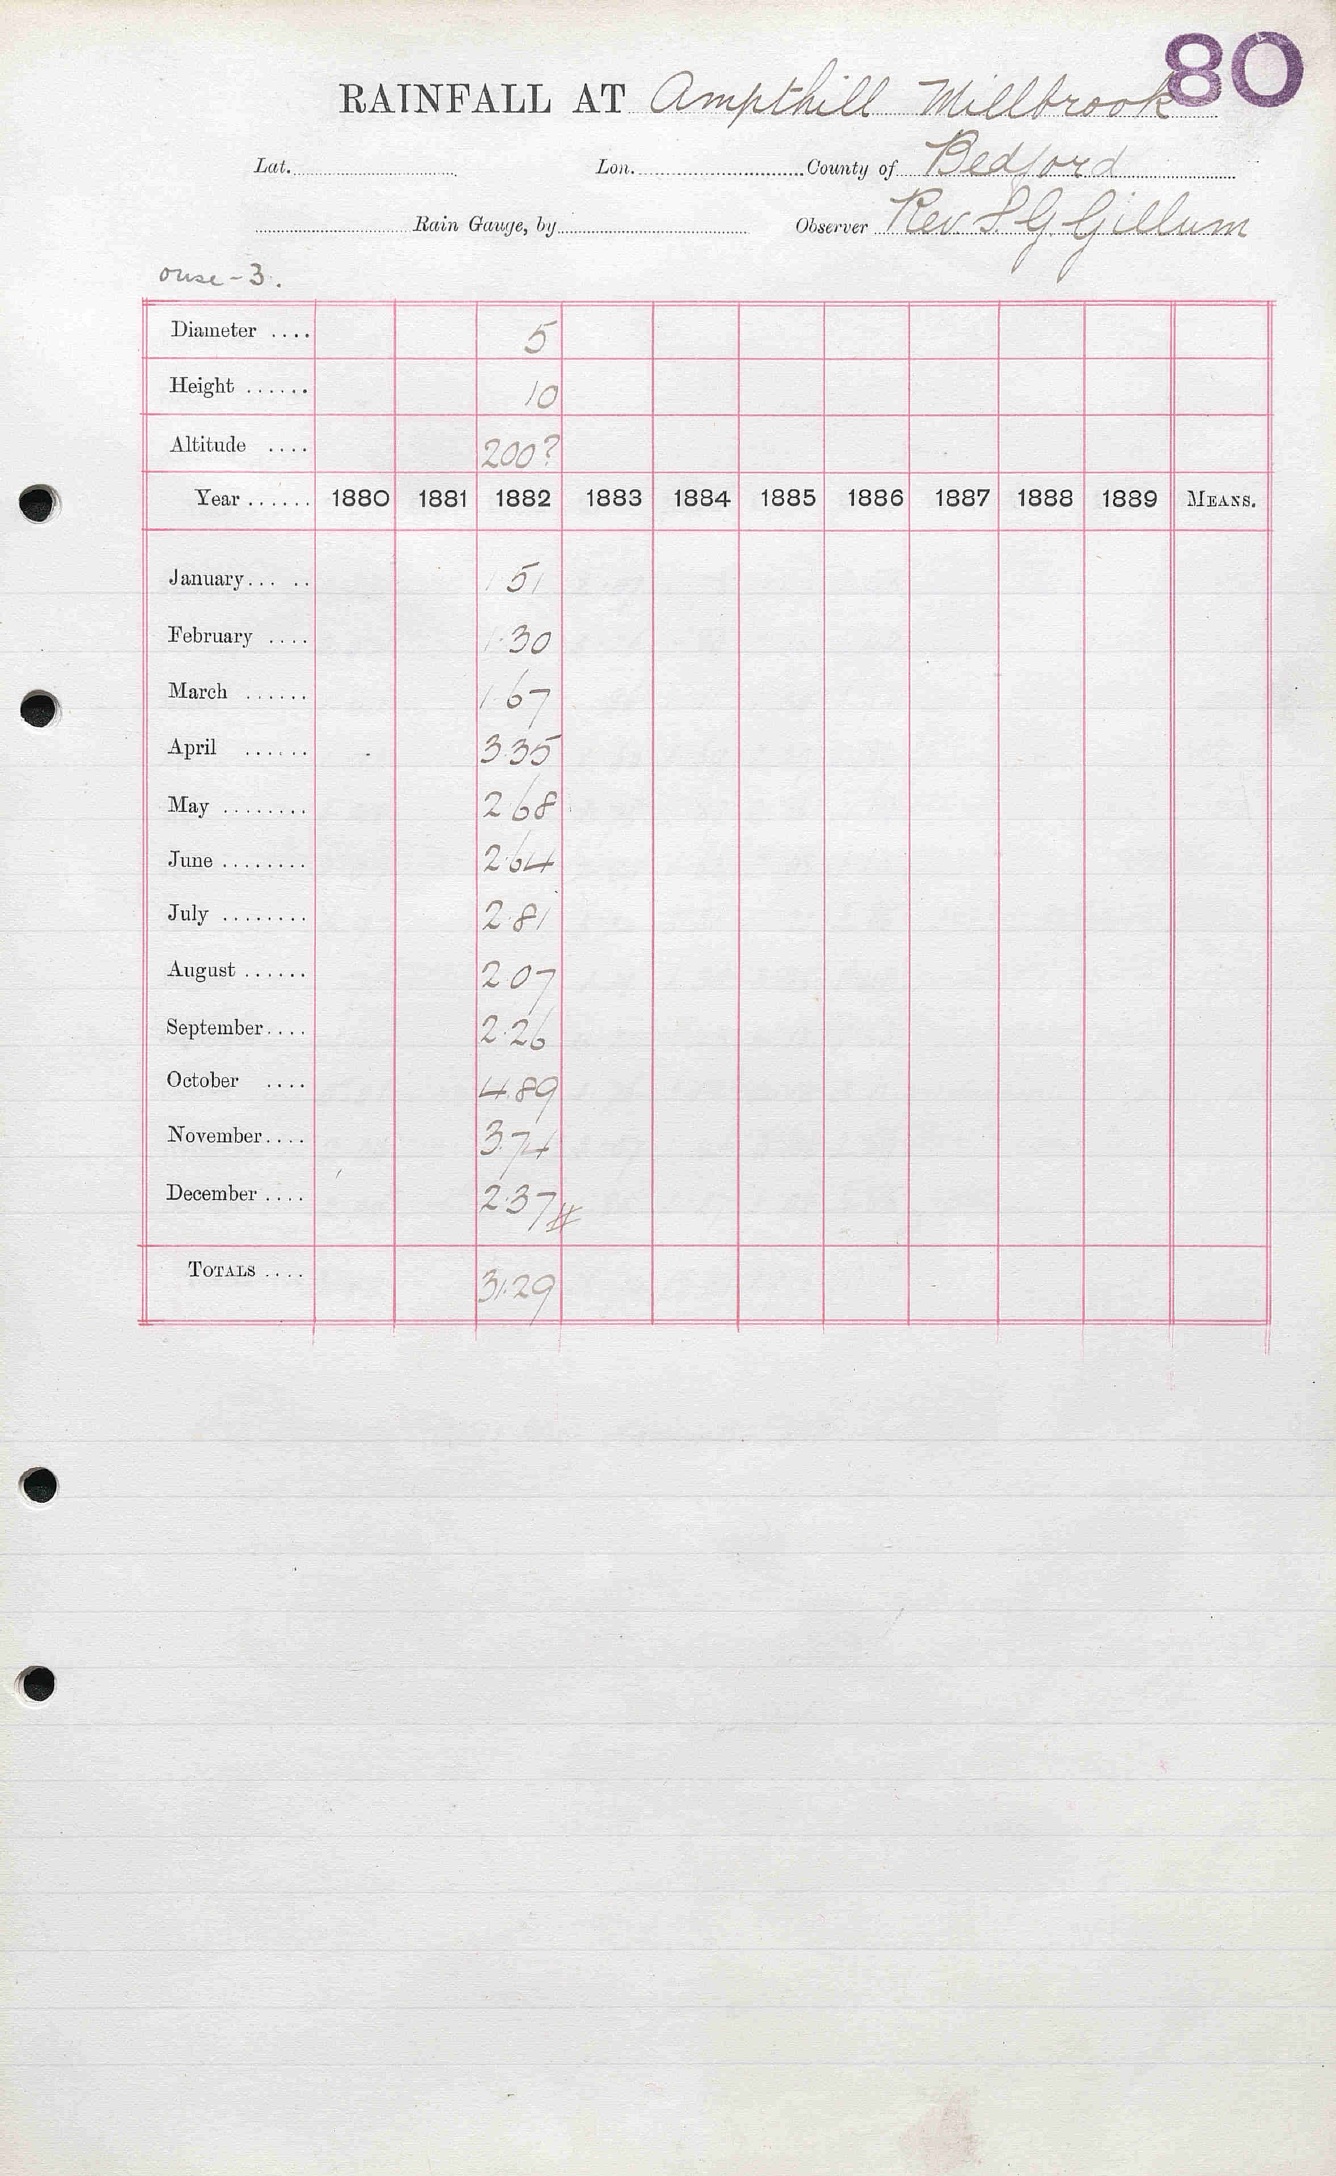 80
RAINFALL AT Ampthill Millbrook
Lat. Lon. County of Bedford
Rain Gauge, by Observer Rev S. G. Gillum
ouse-3.
Diameter .... 5
Height ...... 10
Altitude .... 200?
Year ...... 1880 1881 1882 1883 1884 1885 1886 1887 1888 1889 MEANS.
January... .. 1 51
February .... 1.30
March ...... 1 67
April ...... 3.35
May ........ 2 68
June ........ 2.64
July ........ 2.81
August ...... 2 07
September.... 2.26
October .... 4.89
November.... 3.74
December .... 2.37 #
TOTALS .... 31.29